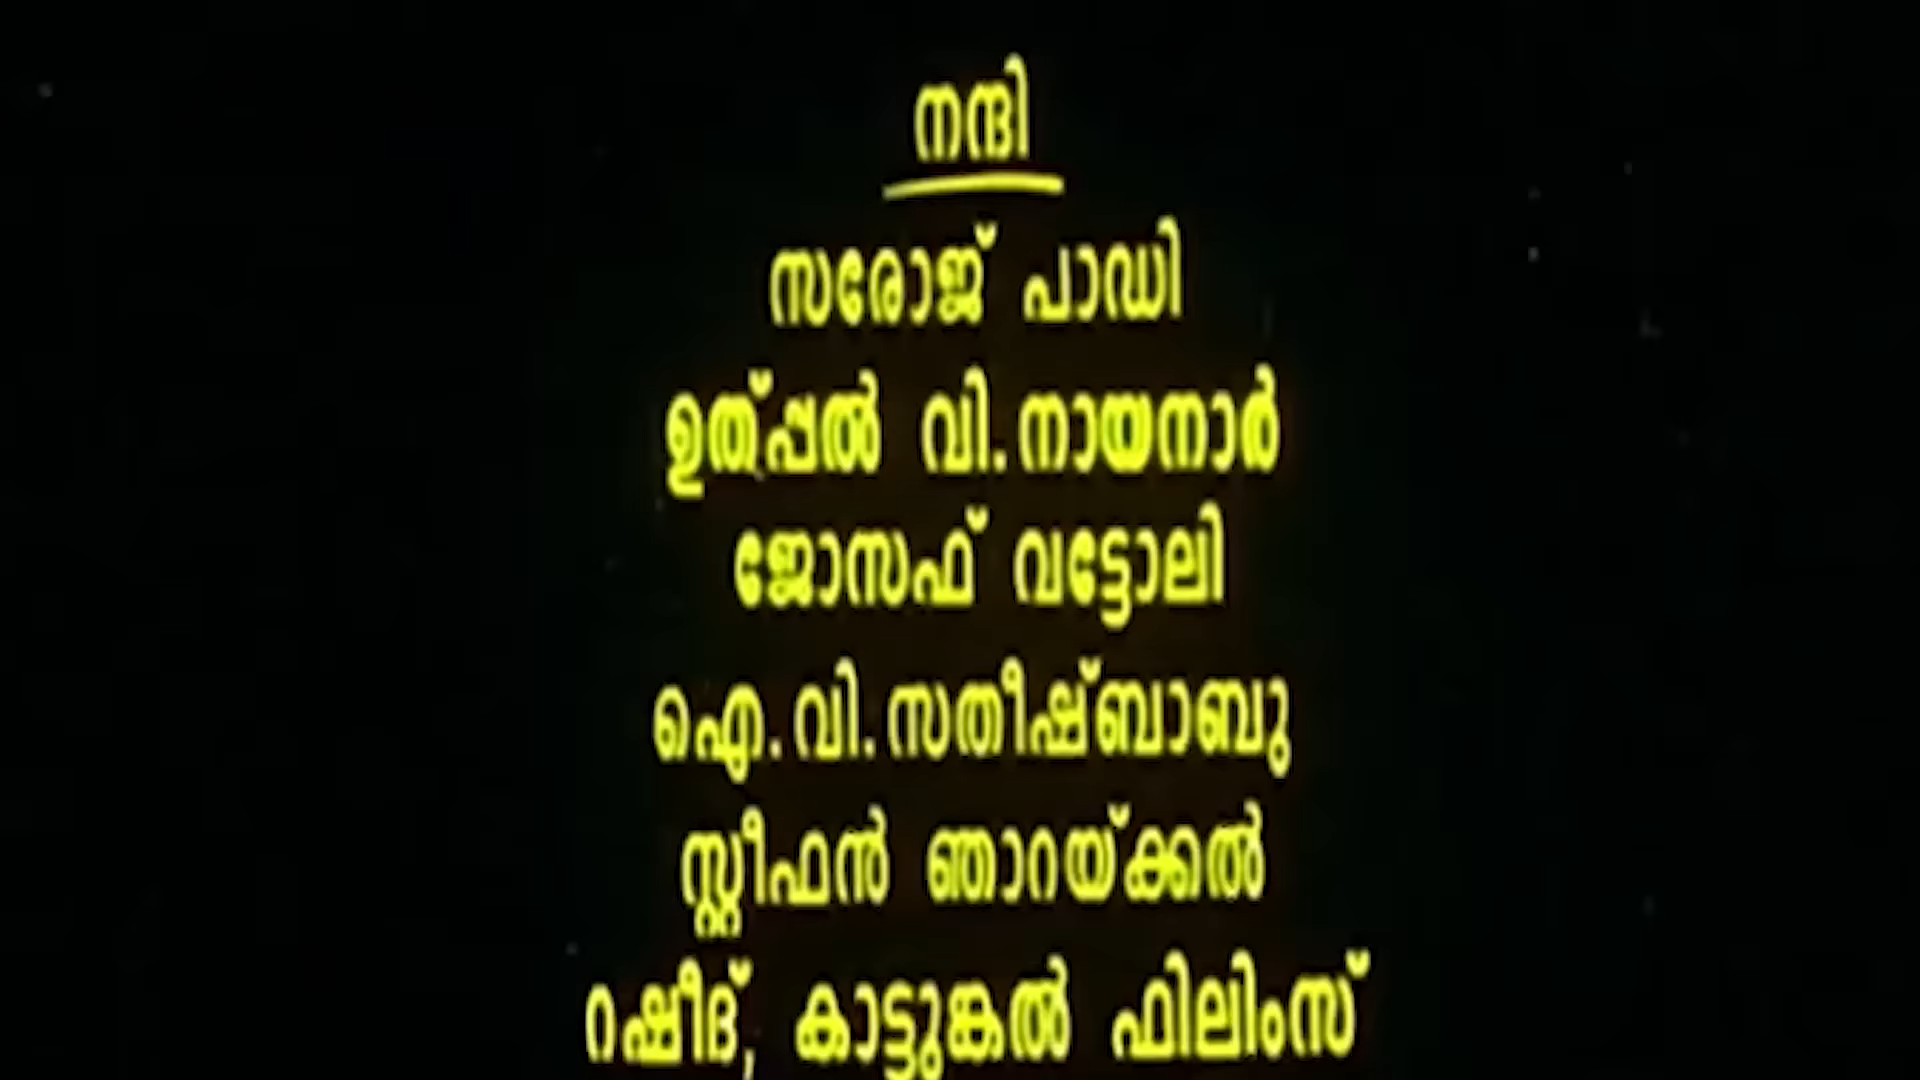 നന്ദി
സരോജ് പാഡി
ഉത്പ്പൽ വി.നായനാർ
ജോസഫ് വട്ടോലി
ഐ.വി.സതീഷ്ബാബു
സ്റ്റീഫൻ ഞാറയ്ക്കൽ
റഷീദ്, കാട്ടുങ്കൽ ഫിലിംസ്